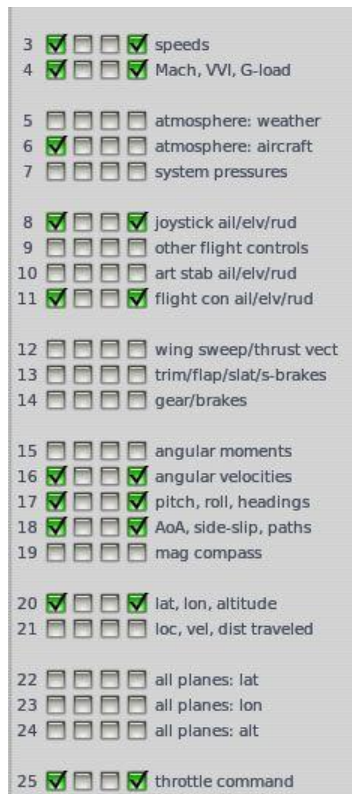 3 speeds
4 Mach, VVI, G-load
5 atmosphere: weather
6 atmosphere: aircraft
7 system pressures
8 joystick ail/elv/rud
9 other flight controls
10 art stab ail/elv/rud
11 flight con ail/elv/rud
12 wing sweep/thrust vect
13 trim/flap/slat/s-brakes
14 gear/brakes
15 angular moments
16 angular velocities
17 pitch, roll, headings
18 AoA, side-slip, paths
19 mag compass
20 lat, lon, altitude
21 loc, vel, dist traveled
22 all planes: lat
23 all planes: lon
24 all planes: alt
25 throttle command